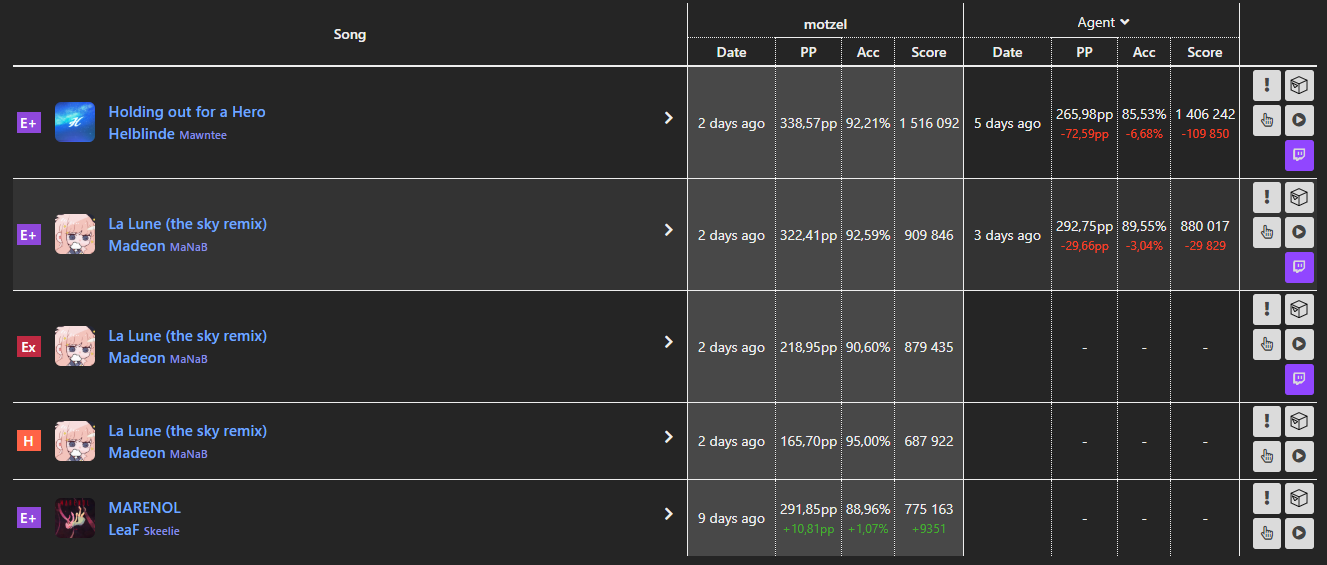 Song
motzel
Agent
Date PP Acc Score Date PP Acc Score
E+
Holding out for a Hero
Helblinde Mawntee
2 days ago 338,57pp 92,21% 1 516 092
5 days ago 265,98pp 85,53% 1 406 242
-72,59pp -6,68% -109 850
E+
La Lune (the sky remix)
Madeon MaNaB
2 days ago 322,41pp 92,59% 909 846
3 days ago 292,75pp 89,55% 880 017
-29,66pp -3,04% -29 829
Ex
La Lune (the sky remix)
Madeon MaNaB
2 days ago 218,95pp 90,60% 879 435
- - -
H
La Lune (the sky remix)
Madeon MaNaB
2 days ago 165,70pp 95,00% 687 922
- - -
E+
MARENOL
LeaF Skeelie
9 days ago 291,85pp 88,96% 775 163
+10,81pp +1,07% +9351
- - -